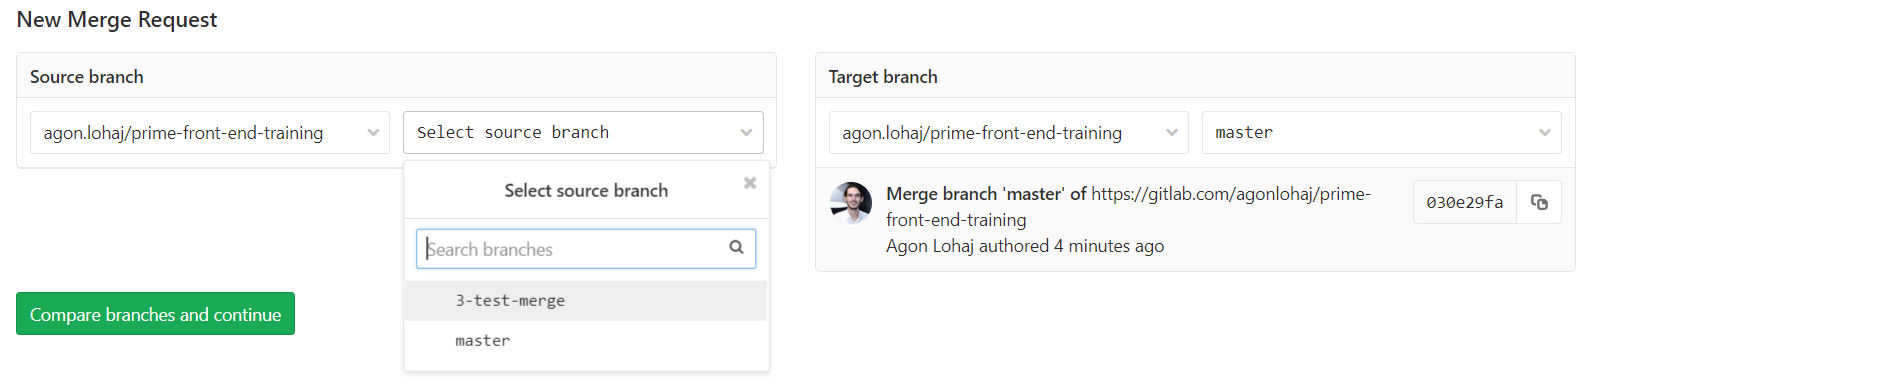 New Merge Request
Source branch
agon.lohaj/prime-front-end-training
Select source branch
Select source branch
Search branches
3-test-merge
master
Compare branches and continue
Target branch
agon.lohaj/prime-front-end-training
master
Merge branch 'master' of https://gitlab.com/agonlohaj/prime-
front-end-training
Agon Lohaj authored 4 minutes ago
030e29fa